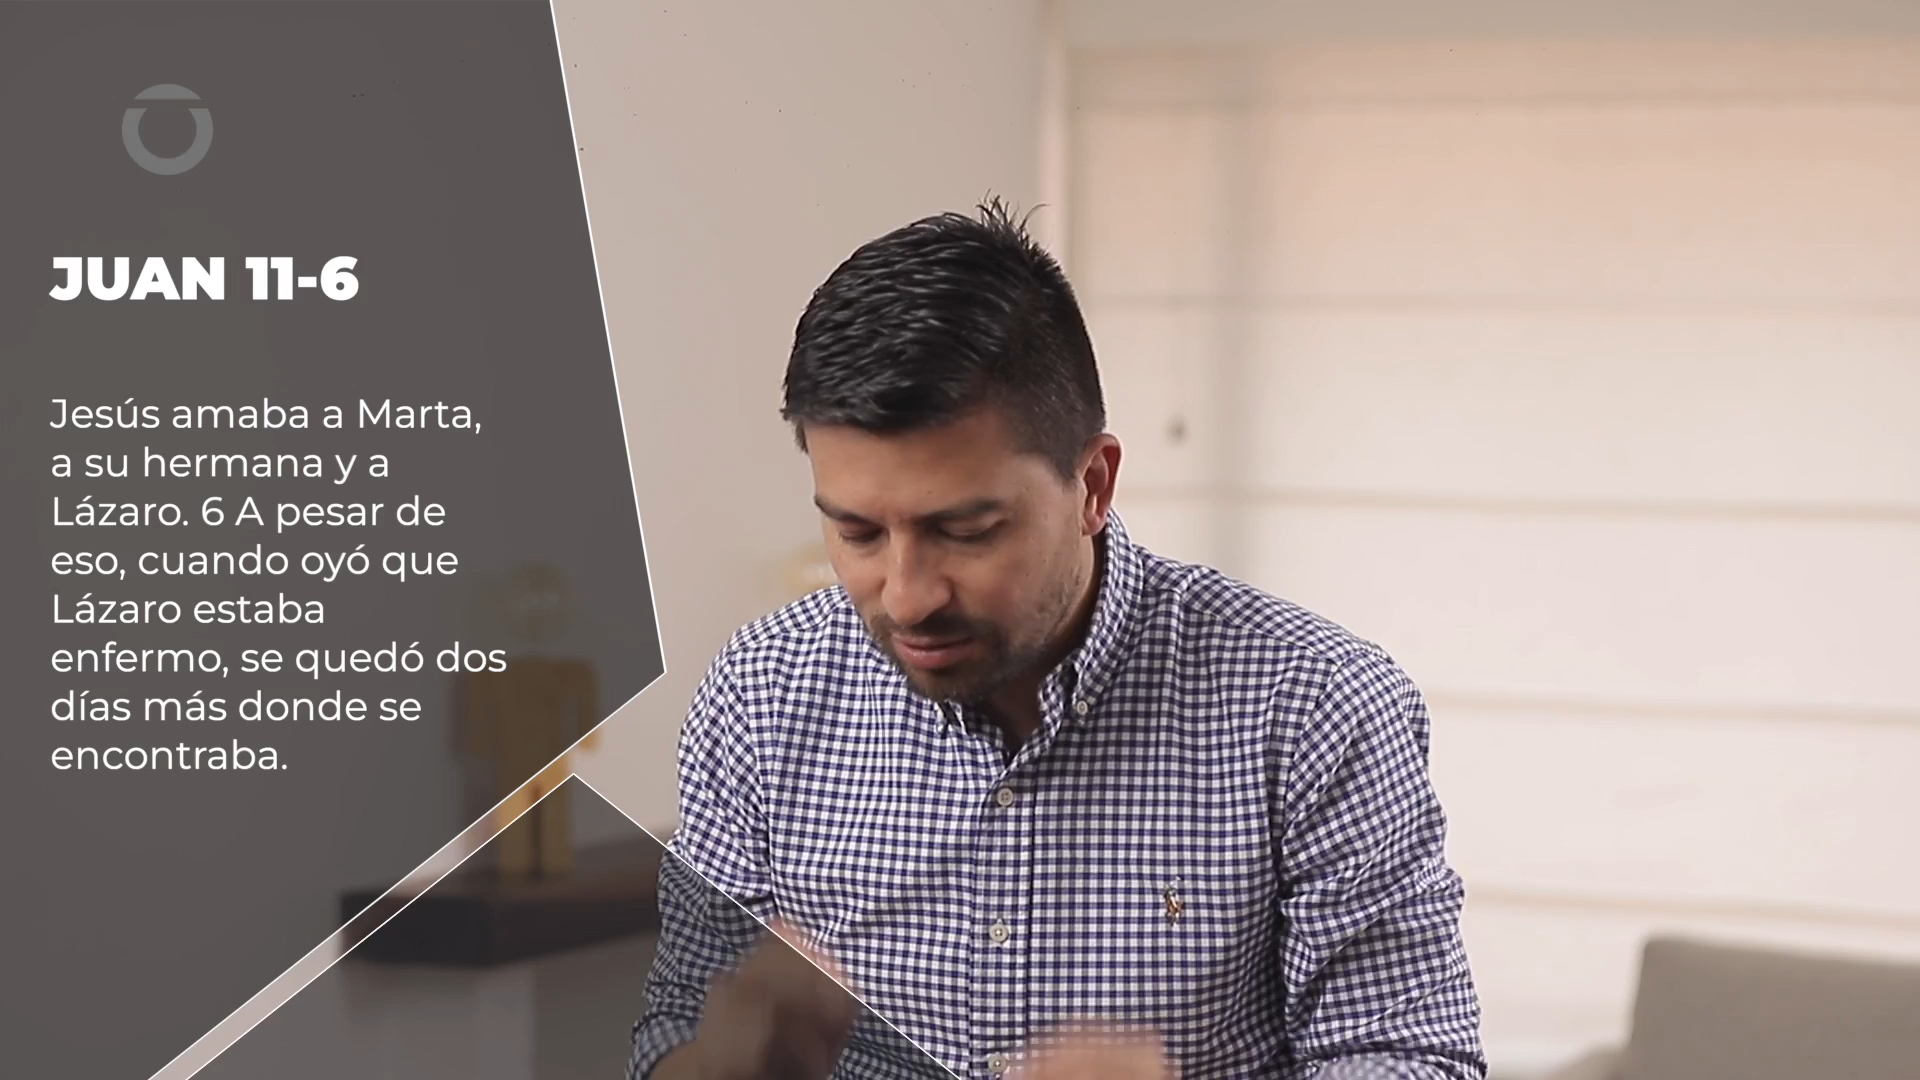 JUAN 11-6
Jesús amaba a Marta,
a su hermana y a
Lázaro. 6 A pesar de
eso, cuando oyó que
Lázaro estaba
enfermo, se quedó dos
días más donde se
encontraba.